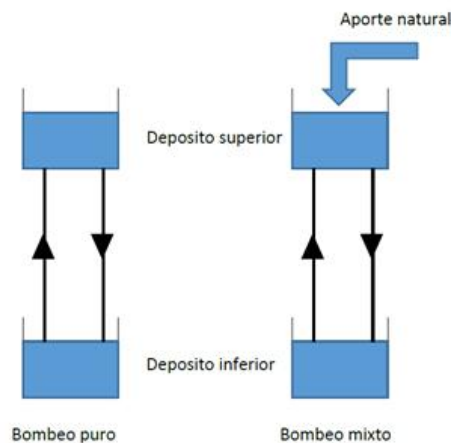 Aporte natural
Deposito superior
Deposito inferior
Bombeo puro
Bombeo mixto